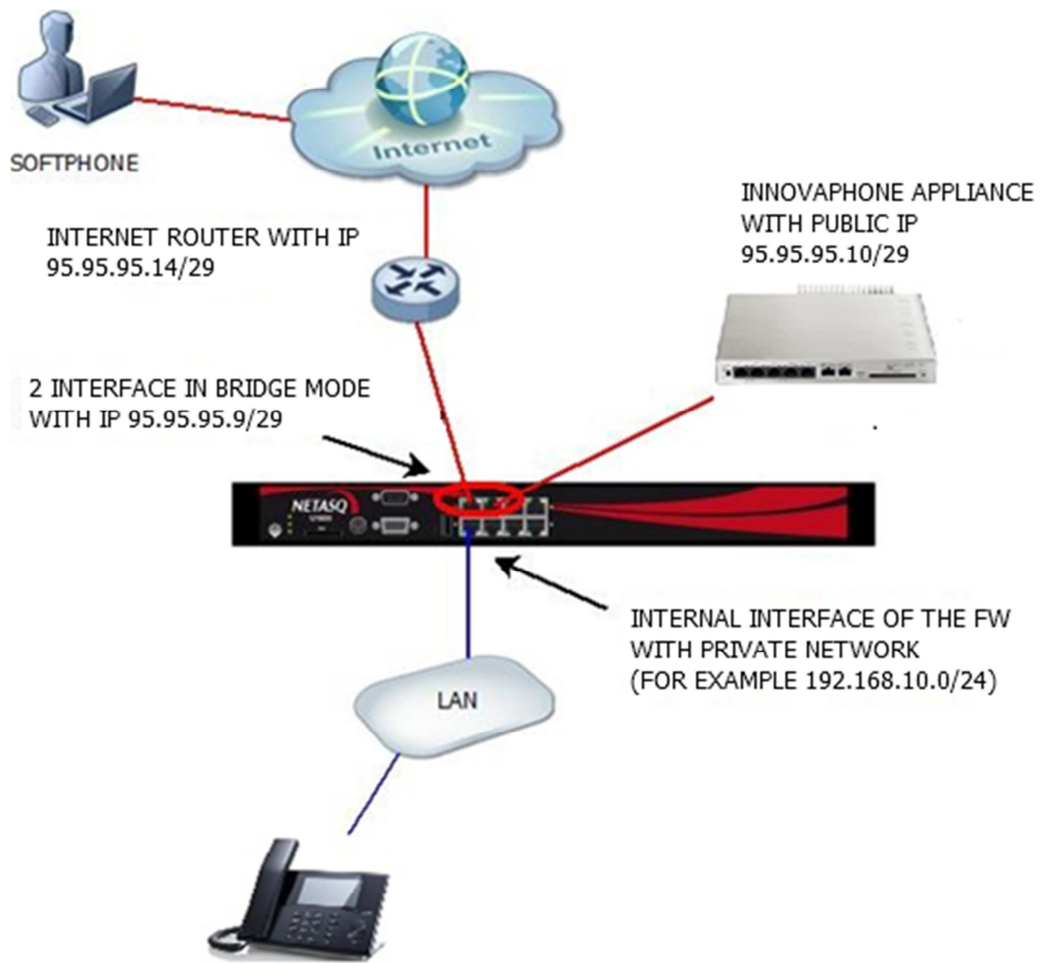 SOFTPHONE
Internet
INTERNET ROUTER WITH IP
95.95.95.14/29
INNOVAPHONE APPLIANCE
WITH PUBLIC IP
95.95.95.10/29
2 INTERFACE IN BRIDGE MODE
WITH IP 95.95.95.9/29
NETASQ
INTERNAL INTERFACE OF THE FW
WITH PRIVATE NETWORK
(FOR EXAMPLE 192.168.10.0/24)
LAN